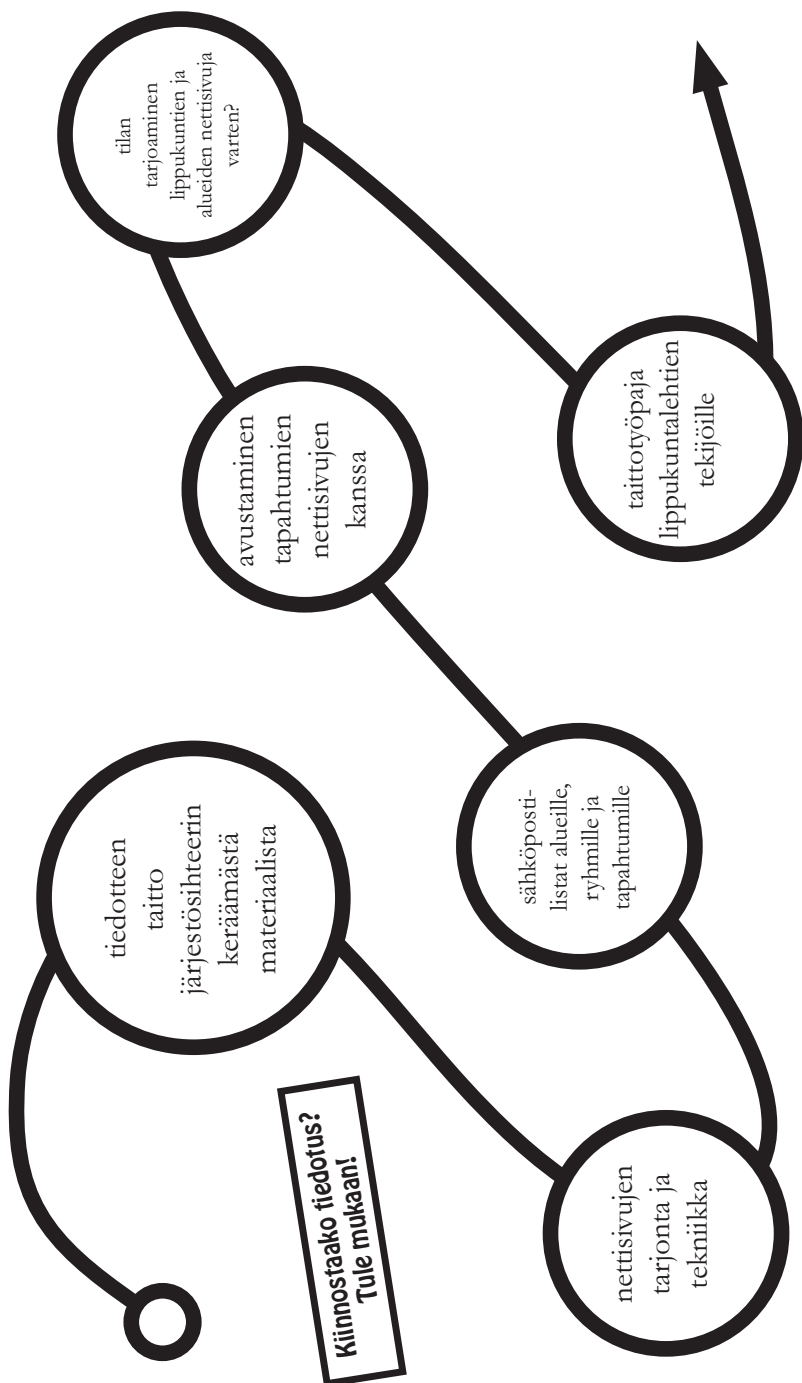 Kiinnostaako tiedotus?
Tule mukaan!
tiedotteen
taitto
järjestösihteerin
keräämästä
materiaalista
nettisivujen
tarjonta ja
tekniikka
sähköposti-
listat alueille,
ryhmille ja
tapahtumille
avustaminen
tapahtumien
nettisivujen
kanssa
tilan
tarjoaminen
lippukuntien ja
alueiden nettisivuja
varten?
taittotyöpaja
lippukuntalehtien
tekijöille